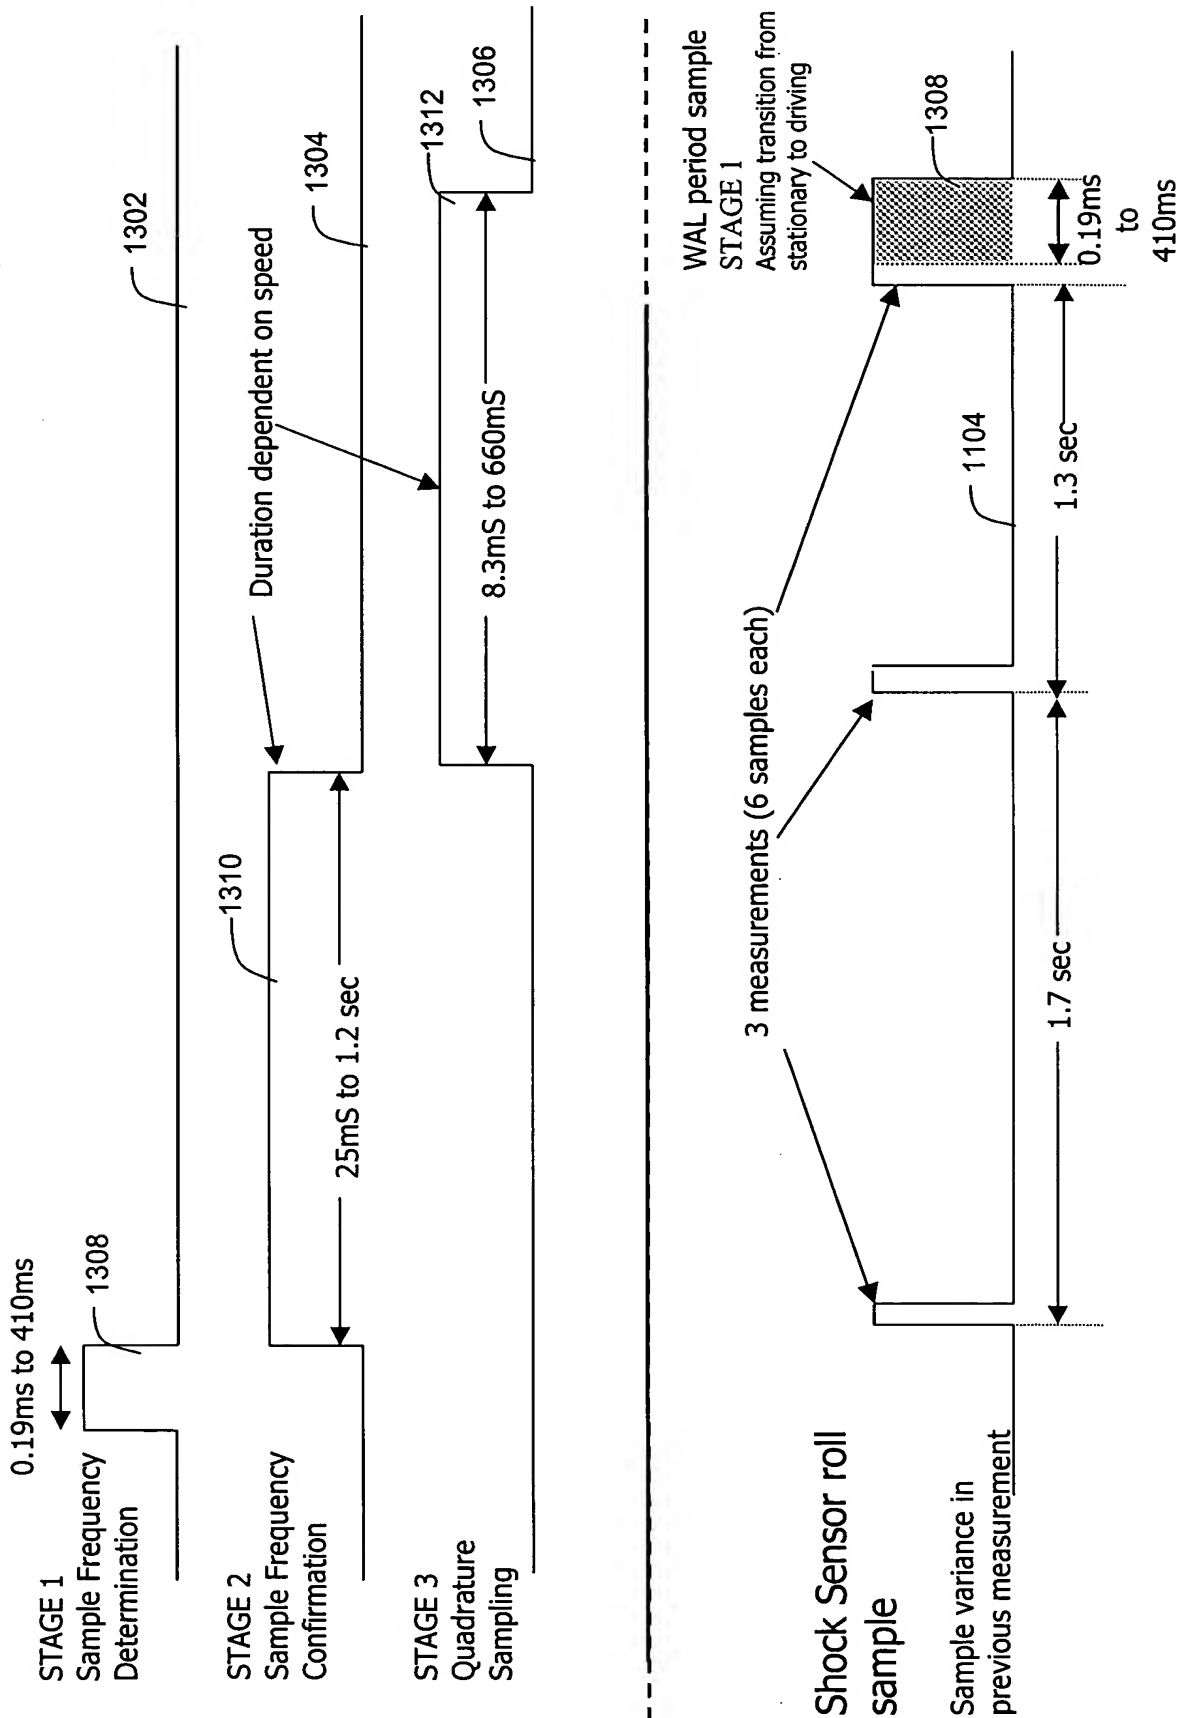 0.19ms to 410ms
STAGE 1
Sample Frequency
Determination
1308
1302
STAGE 2
Sample Frequency
Confirmation
1310
25mS to 1.2 sec
Duration dependent on speed
1304
STAGE 3
Quadrature
Sampling
8.3mS to 660mS
1312
1306
WAL period sample
STAGE 1
Assuming transition from
stationary to driving
3 measurements (6 samples each)
Shock Sensor roll
sample
Sample variance in
previous measurement
1104
1308
1.7 sec
1.3 sec
0.19ms
to
410ms